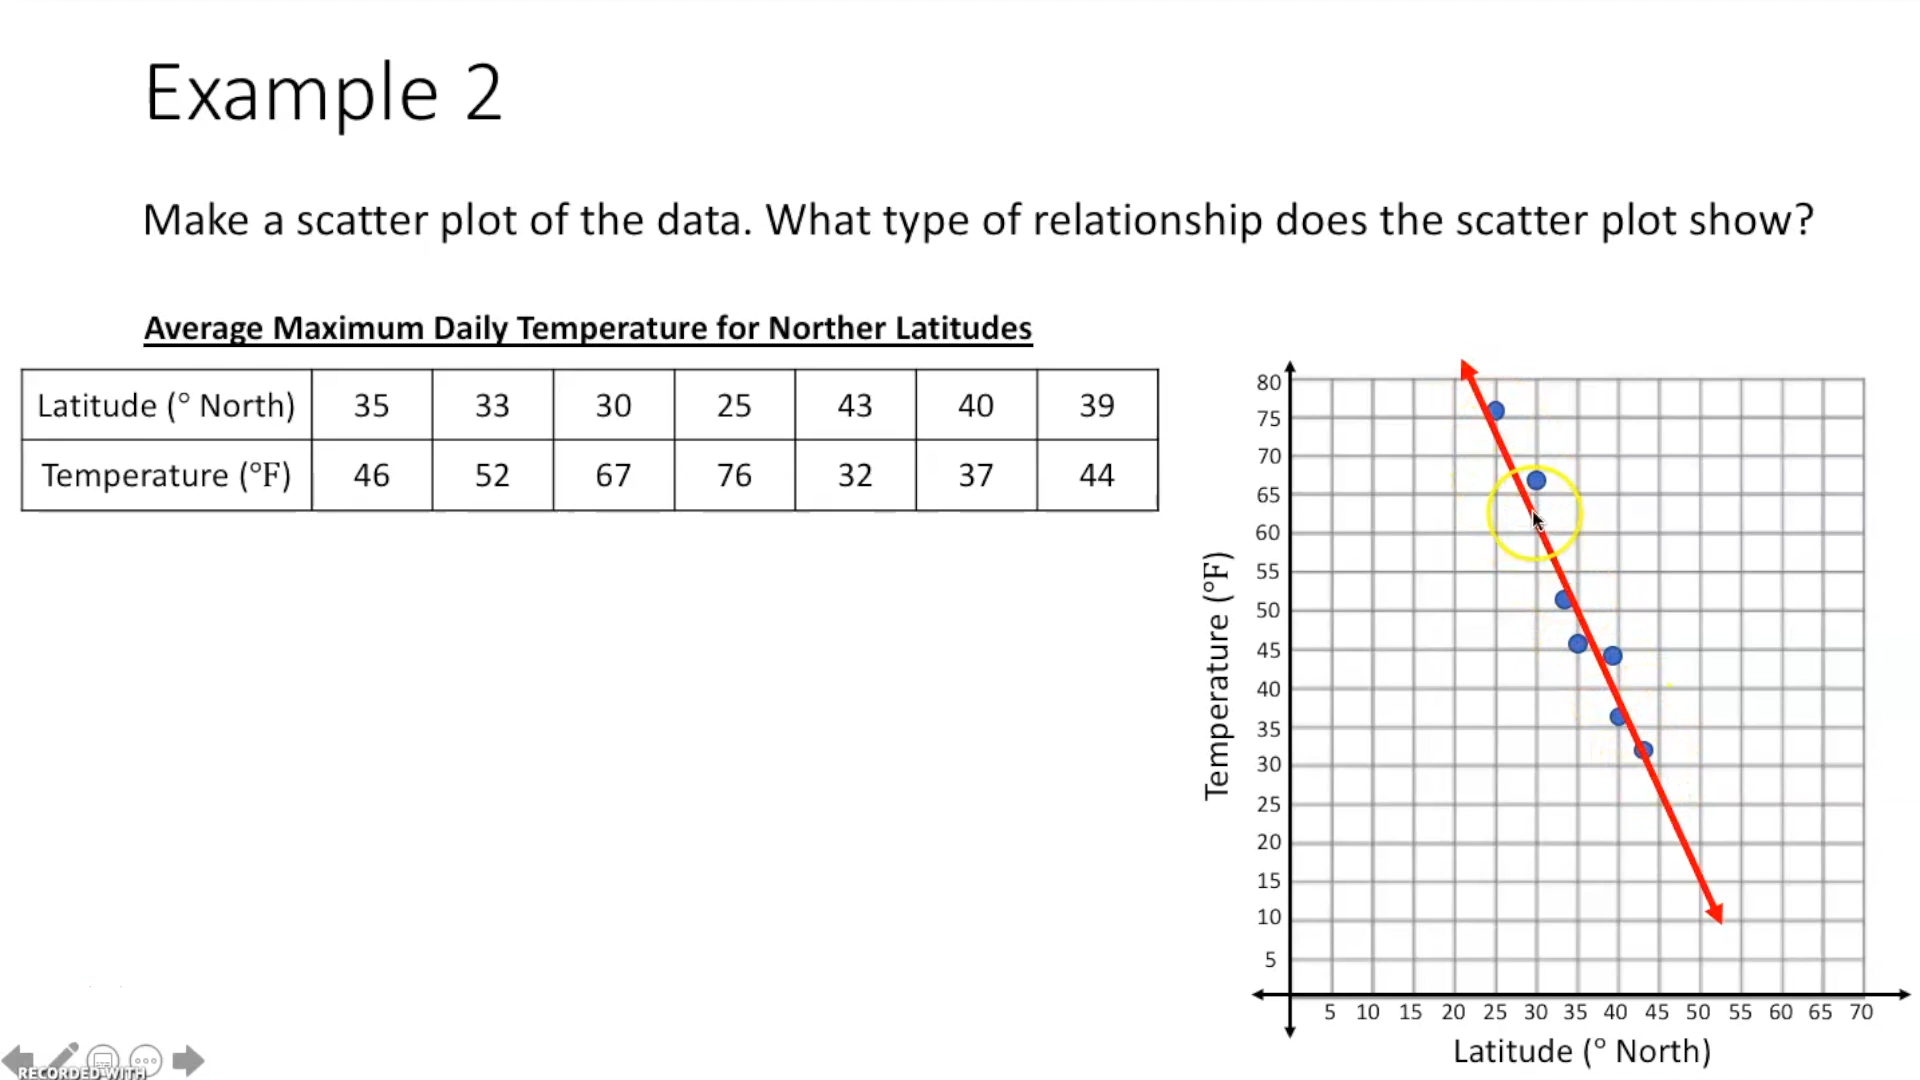 Example 2
Make a scatter plot of the data. What type of relationship does the scatter plot show?
Average Maximum Daily Temperature for Norther Latitudes
Latitude (° North) 35 33 30 25 43 40 39
Temperature (°F) 46 52 67 76 32 37 44
80
75
70
65
60
55
50
45
40
35
30
25
20
15
10
5
Temperature (°F)
5 10 15 20 25 30 35 40 45 50 55 60 65 70
Latitude (° North)
RECORDED WITH